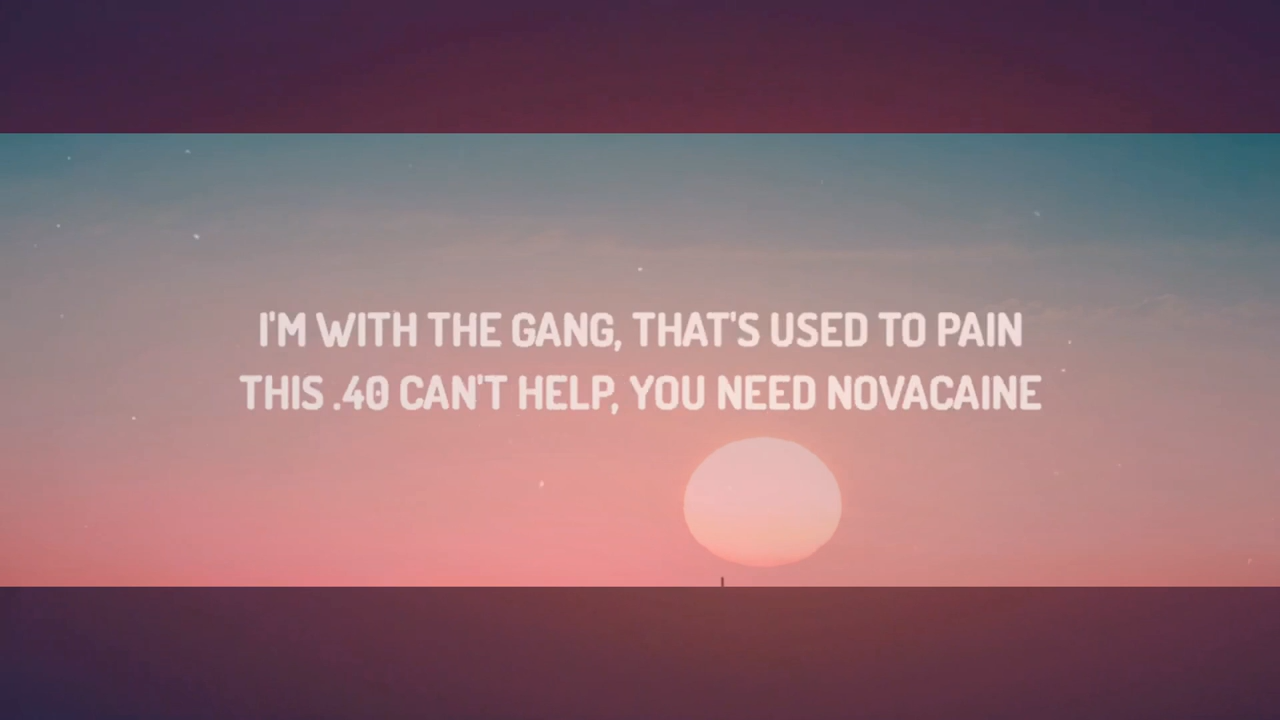 I'M WITH THE GANG, THAT'S USED TO PAIN
THIS .40 CAN'T HELP, YOU NEED NOVACAINE